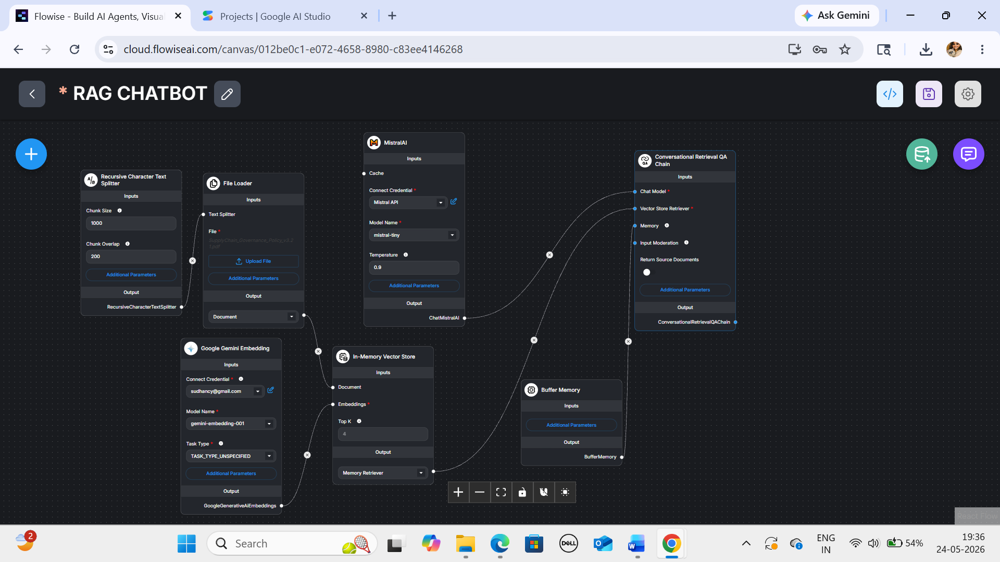 Flowise - Build AI Agents, Visua
Projects | Google AI Studio
Ask Gemini
cloud.flowiseai.com/canvas/012be0c1-e072-4658-8980-c83ee4146268
* RAG CHATBOT
Recursive Character Text
Splitter
Inputs
Chunk Size
1000
Chunk Overlap
200
Additional Parameters
Output
RecursiveCharacterTextSplitter
File Loader
Inputs
Text Splitter
File *
SupplyChain_Governance_Policy_v3.2
1.pdf
Upload File
Additional Parameters
Output
Document
MistralAI
Inputs
Cache
Connect Credential *
Mistral API
Model Name *
mistral-tiny
Temperature
0.9
Additional Parameters
Output
ChatMistralAI
Conversational Retrieval QA
Chain
Inputs
Chat Model *
Vector Store Retriever *
Memory
Input Moderation
Return Source Documents
Additional Parameters
Output
ConversationalRetrievalQAChain
Google Gemini Embedding
Inputs
Connect Credential *
sudhancy@gmail.com
Model Name *
gemini-embedding-001
Task Type *
TASK_TYPE_UNSPECIFIED
Additional Parameters
Output
GoogleGenerativeAiEmbeddings
In-Memory Vector Store
Inputs
Document
Embeddings *
Top K
4
Output
Memory Retriever
Buffer Memory
Inputs
Additional Parameters
Output
BufferMemory
React Flow
2
Search
DELL
ENG
IN
54%
19:36
24-05-2026